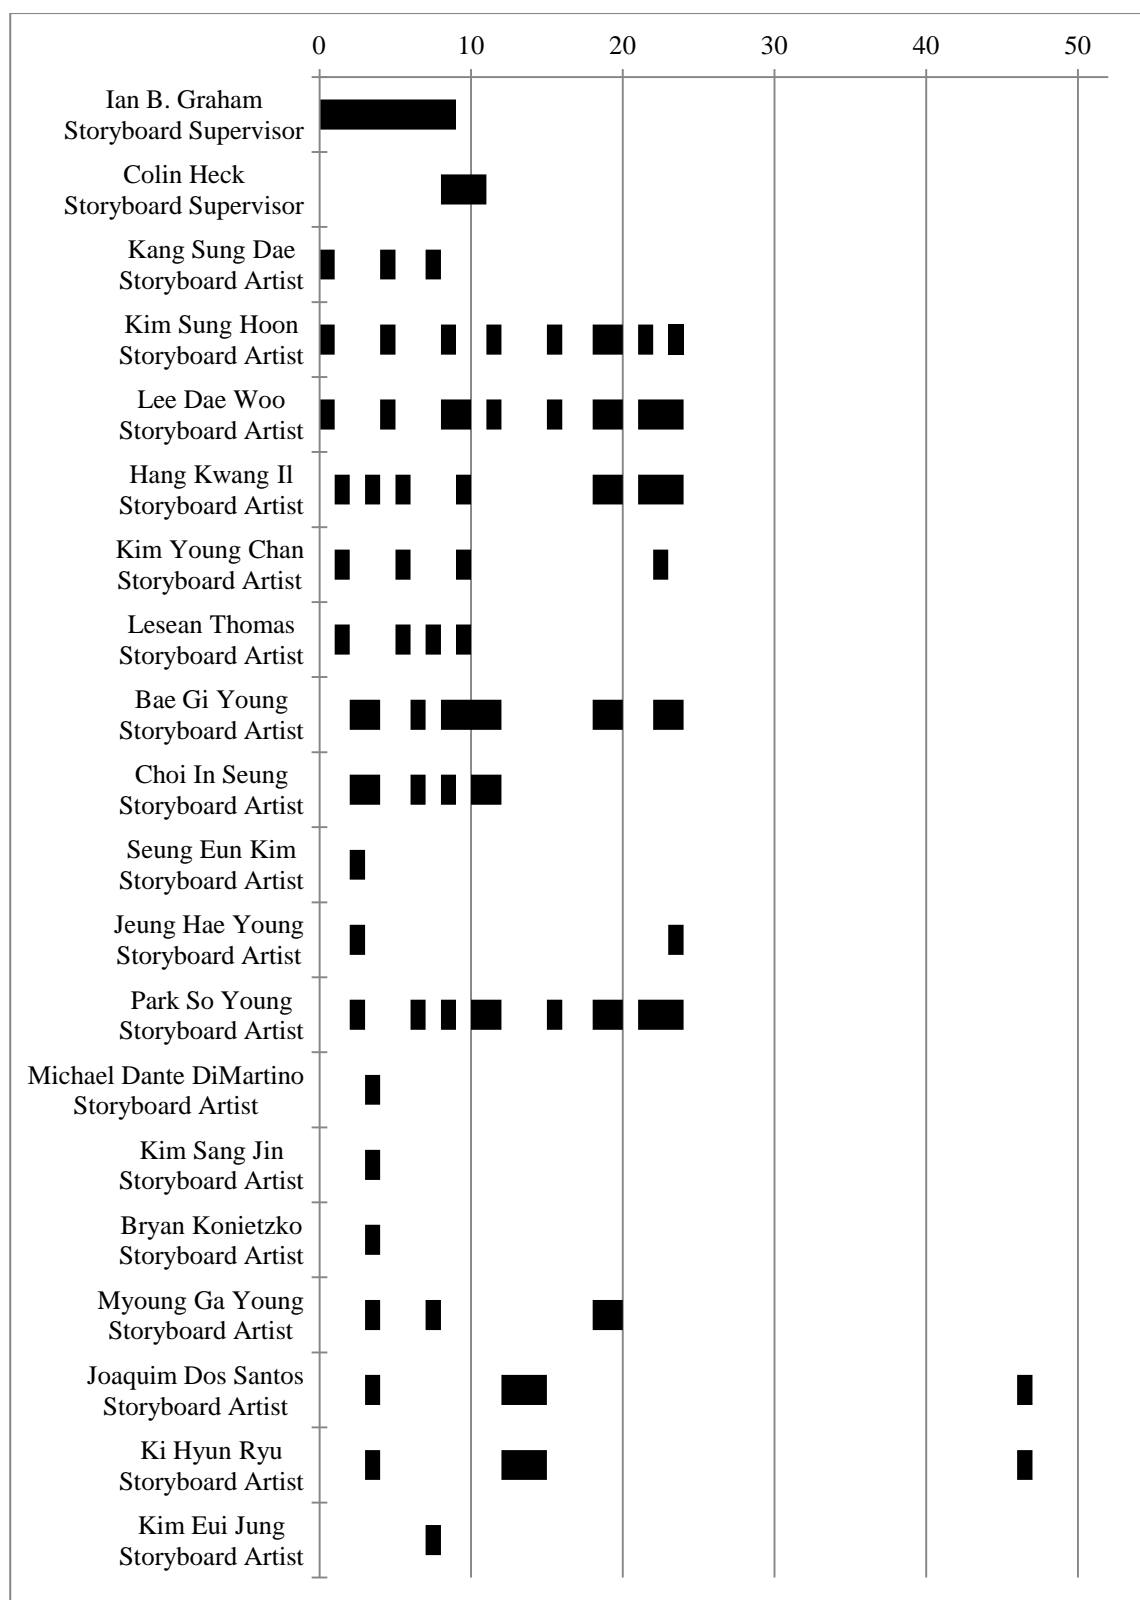 0 10 20 30 40 50
Ian B. Graham
Storyboard Supervisor
Colin Heck
Storyboard Supervisor
Kang Sung Dae
Storyboard Artist
Kim Sung Hoon
Storyboard Artist
Lee Dae Woo
Storyboard Artist
Hang Kwang Il
Storyboard Artist
Kim Young Chan
Storyboard Artist
Lesean Thomas
Storyboard Artist
Bae Gi Young
Storyboard Artist
Choi In Seung
Storyboard Artist
Seung Eun Kim
Storyboard Artist
Jeung Hae Young
Storyboard Artist
Park So Young
Storyboard Artist
Michael Dante DiMartino
Storyboard Artist
Kim Sang Jin
Storyboard Artist
Bryan Konietzko
Storyboard Artist
Myoung Ga Young
Storyboard Artist
Joaquim Dos Santos
Storyboard Artist
Ki Hyun Ryu
Storyboard Artist
Kim Eui Jung
Storyboard Artist